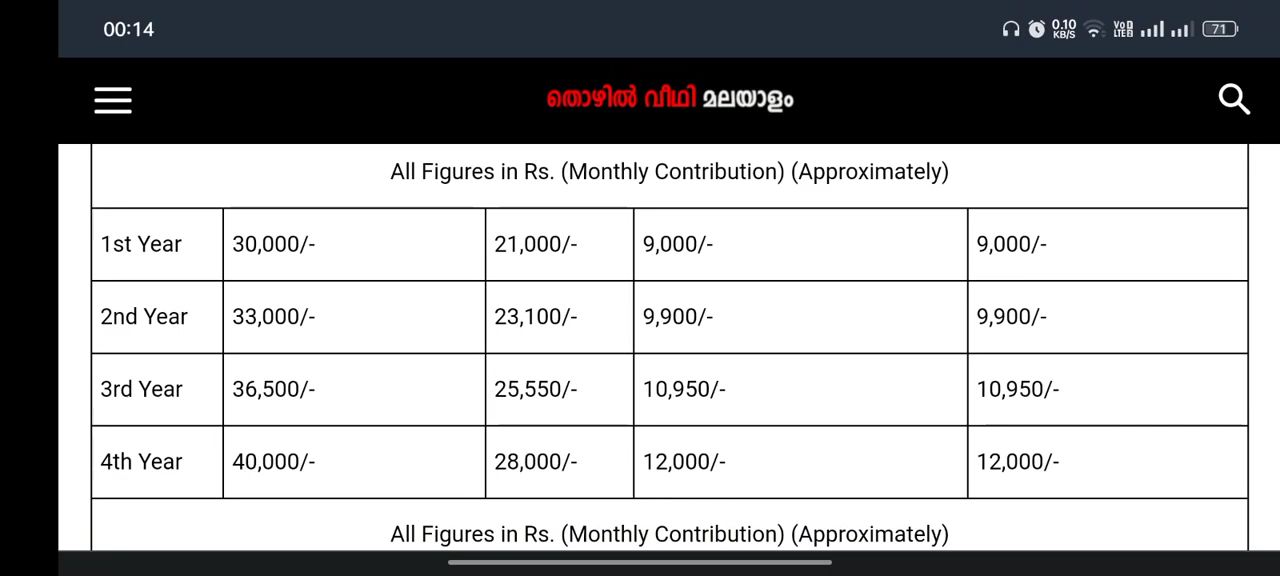 00:14 0.10 KB/S Vo LTE 71
തൊഴിൽ വീഥി മലയാളം
All Figures in Rs. (Monthly Contribution) (Approximately)
1st Year 30,000/- 21,000/- 9,000/- 9,000/-
2nd Year 33,000/- 23,100/- 9,900/- 9,900/-
3rd Year 36,500/- 25,550/- 10,950/- 10,950/-
4th Year 40,000/- 28,000/- 12,000/- 12,000/-
All Figures in Rs. (Monthly Contribution) (Approximately)